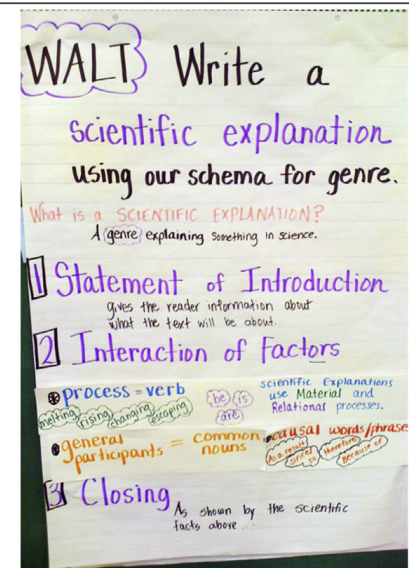 WALT Write a
scientific explanation
using our schema for genre.
What is a SCIENTIFIC EXPLANATION?
A genre explaining something in science.
1 Statement of Introduction
gives the reader information about
what the text will be about.
2 Interaction of Factors
process = verb
melting rising changing escaping
be is
are
scientific Explanations
use Material and
Relational processes.
general
participants = common
nouns
causal words/phrases
As a result since so therefore Because of
3 Closing
As shown by the scientific
facts above...